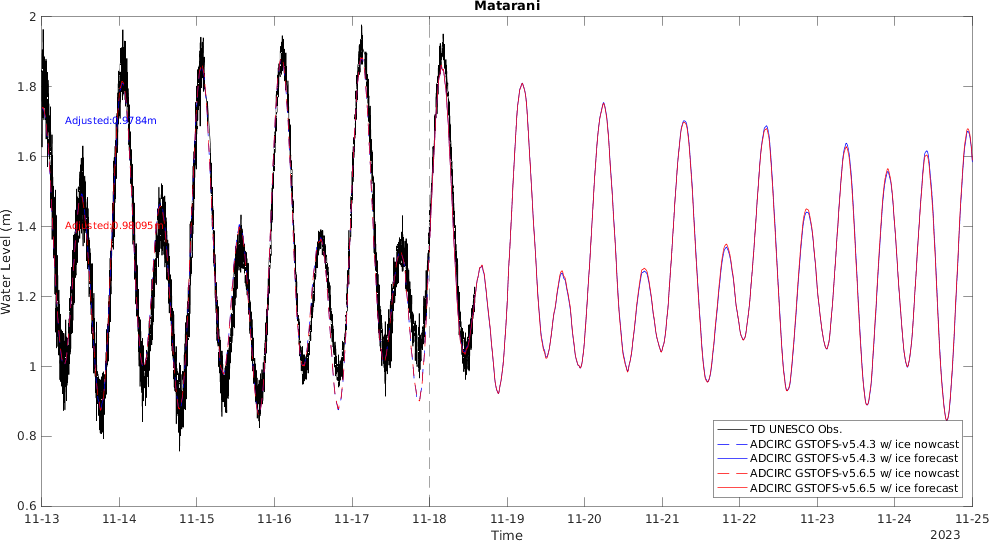 Matarani
Water Level (m)
2
1.8
1.6
1.4
1.2
1
0.8
0.6
Adjusted:0.9784m
Adjusted:0.98095m
TD UNESCO Obs.
ADCIRC GSTOFS-v5.4.3 w/ ice nowcast
ADCIRC GSTOFS-v5.4.3 w/ ice forecast
ADCIRC GSTOFS-v5.6.5 w/ ice nowcast
ADCIRC GSTOFS-v5.6.5 w/ ice forecast
11-13 11-14 11-15 11-16 11-17 11-18 11-19 11-20 11-21 11-22 11-23 11-24 11-25
2023
Time